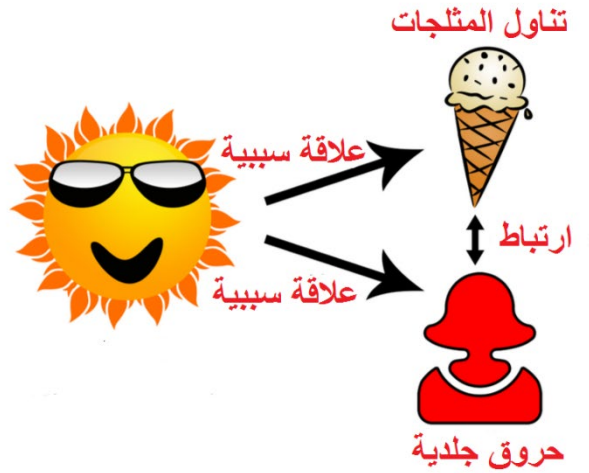 تناول المثلجات
علاقة سببية
ارتباط
علاقة سببية
حروق جلدية